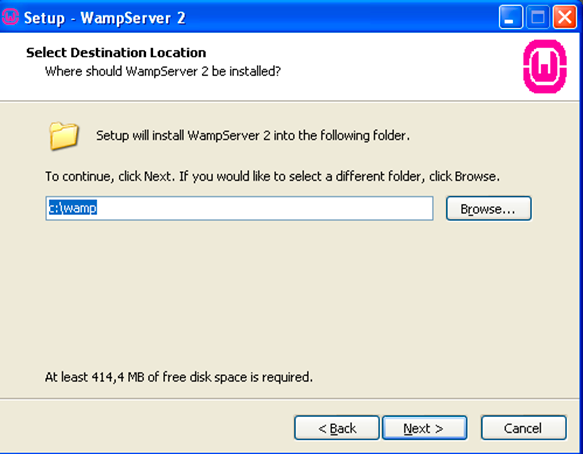 Setup - WampServer 2
Select Destination Location
Where should WampServer 2 be installed?
W
Setup will install WampServer 2 into the following folder.
To continue, click Next. If you would like to select a different folder, click Browse.
c:\wamp
Browse...
At least 414,4 MB of free disk space is required.
< Back
Next >
Cancel